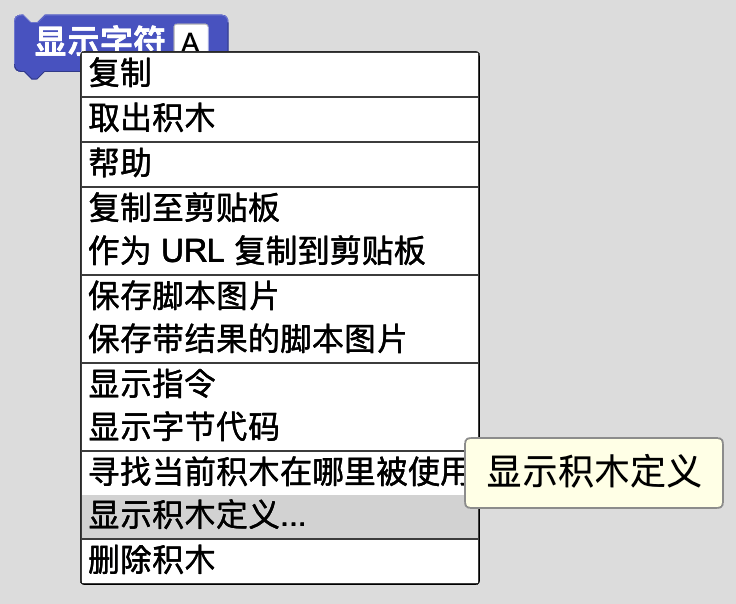 显示字符 A
复制
取出积木
帮助
复制至剪贴板
作为 URL 复制到剪贴板
保存脚本图片
保存带结果的脚本图片
显示指令
显示字节代码
寻找当前积木在哪里被使用
显示积木定义...
显示积木定义
删除积木